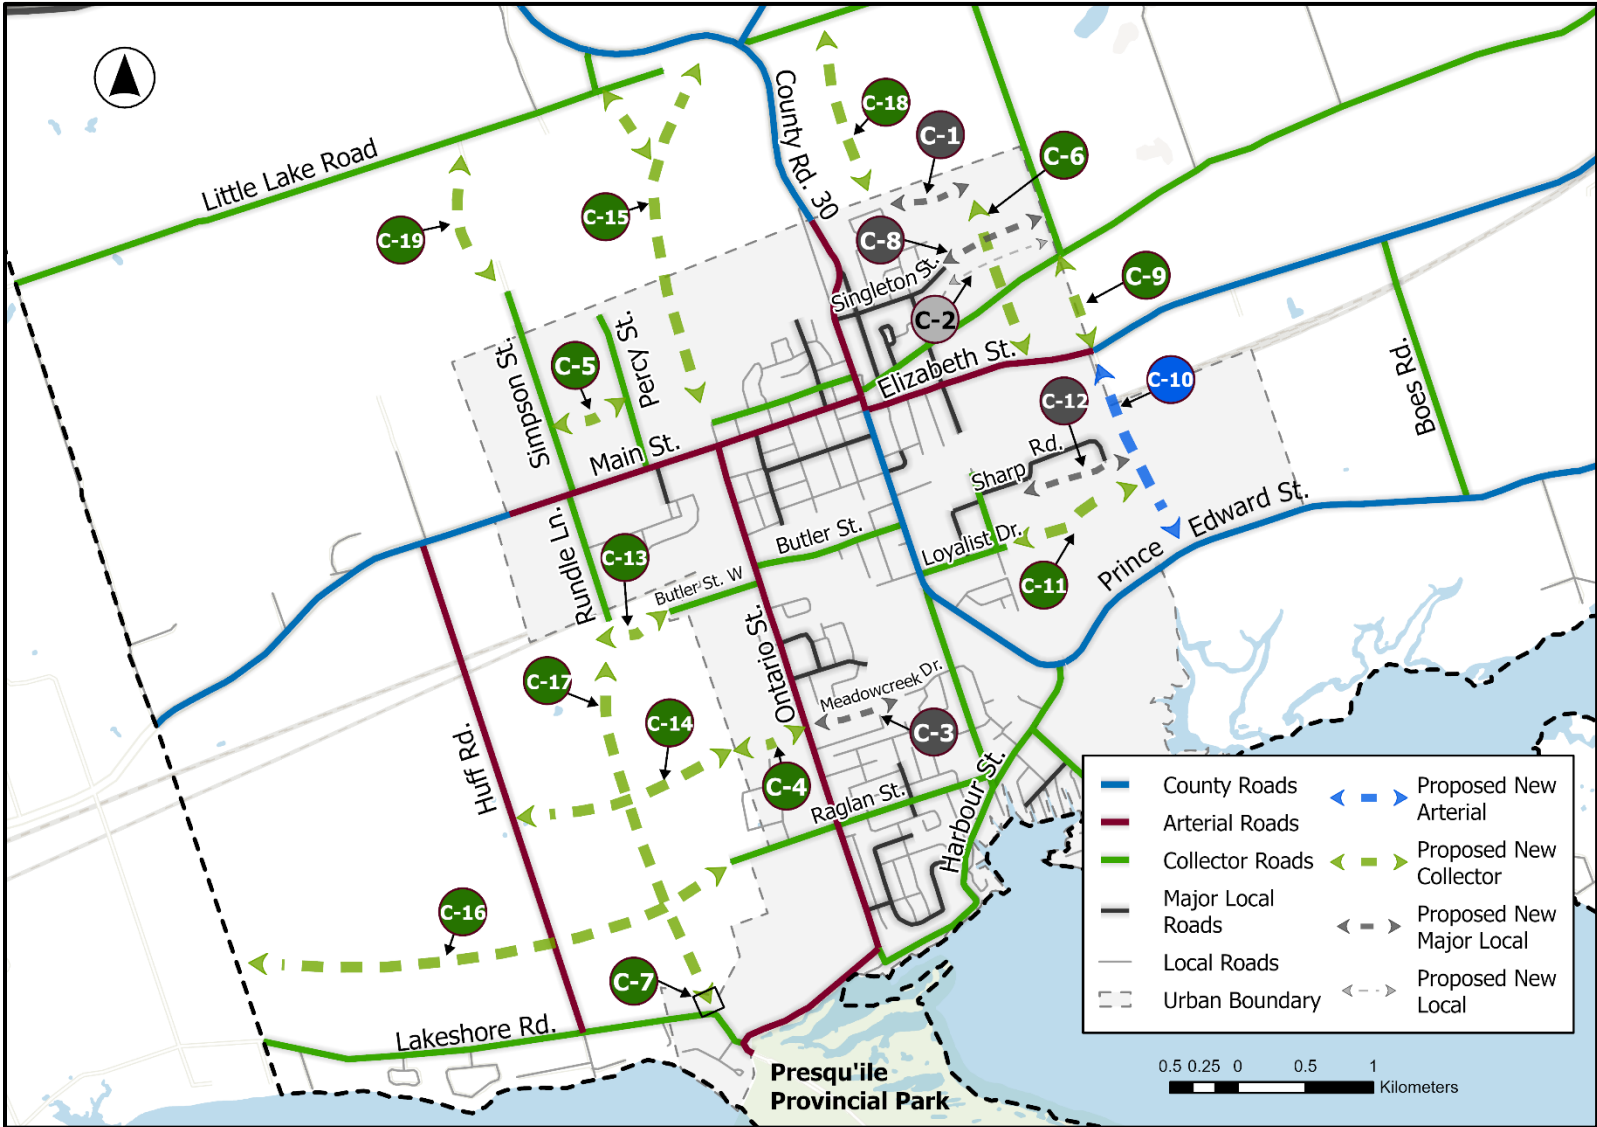 County Rd. 30
C-18
C-1
C-6
Little Lake Road
C-15
C-19
C-8
Singleton St.
C-9
C-2
Percy St.
Simpson St.
C-5
Elizabeth St.
C-10
C-12
Boes Rd.
Main St.
Sharp Rd.
Prince Edward St.
Rundle Ln.
C-13
Butler St.
Loyalist Dr.
C-11
Butler St. W
Ontario St.
C-17
Meadowcreek Dr.
C-14
C-3
Huff Rd.
C-4
Raglan St.
Harbour St.
C-16
C-7
Lakeshore Rd.
Presqu'ile
Provincial Park
County Roads
Arterial Roads
Collector Roads
Major Local
Roads
Local Roads
Urban Boundary
Proposed New
Arterial
Proposed New
Collector
Proposed New
Major Local
Proposed New
Local
0.5 0.25 0 0.5 1
Kilometers